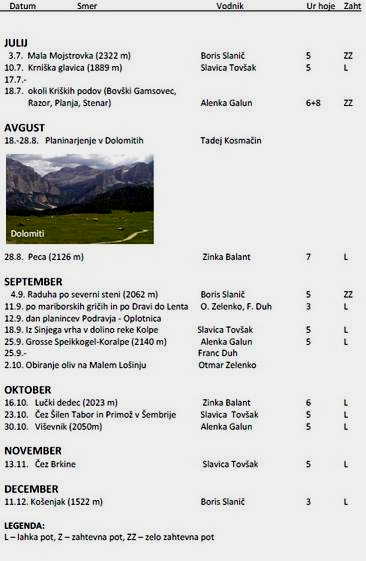 Datum Smer Vodnik Ur hoje Zaht
JULIJ
3.7. Mala Mojstrovka (2322 m) Boris Slanič 5 ZZ
10.7. Krniška glavica (1889 m) Slavica Tovšak 5 L
17.7.-
18.7. okoli Kriških podov (Bovški Gamsovec,
Razor, Planja, Stenar) Alenka Galun 6+8 ZZ
AVGUST
18.-28.8. Planinarjenje v Dolomitih Tadej Kosmačin
Dolomiti
28.8. Peca (2126 m) Zinka Balant 7 L
SEPTEMBER
4.9. Raduha po severni steni (2062 m) Boris Slanič 5 ZZ
11.9. po mariborskih gričih in po Dravi do Lenta O. Zelenko, F. Duh 3 L
12.9. dan planincev Podravja - Oplotnica
18.9. Iz Sinjega vrha v dolino reke Kolpe Slavica Tovšak 5 L
25.9. Grosse Speikkogel-Koralpe (2140 m) Alenka Galun 5 L
25.9.- Franc Duh
2.10. Obiranje oliv na Malem Lošinju Otmar Zelenko
OKTOBER
16.10. Lučki dedec (2023 m) Zinka Balant 6 L
23.10. Čez Šilen Tabor in Primož v Šembrije Slavica Tovšak 5 L
30.10. Viševnik (2050m) Alenka Galun 5 L
NOVEMBER
13.11. Čez Brkine Slavica Tovšak 5 L
DECEMBER
11.12. Košenjak (1522 m) Boris Slanič 3 L
LEGENDA:
L – lahka pot, Z – zahtevna pot, ZZ – zelo zahtevna pot